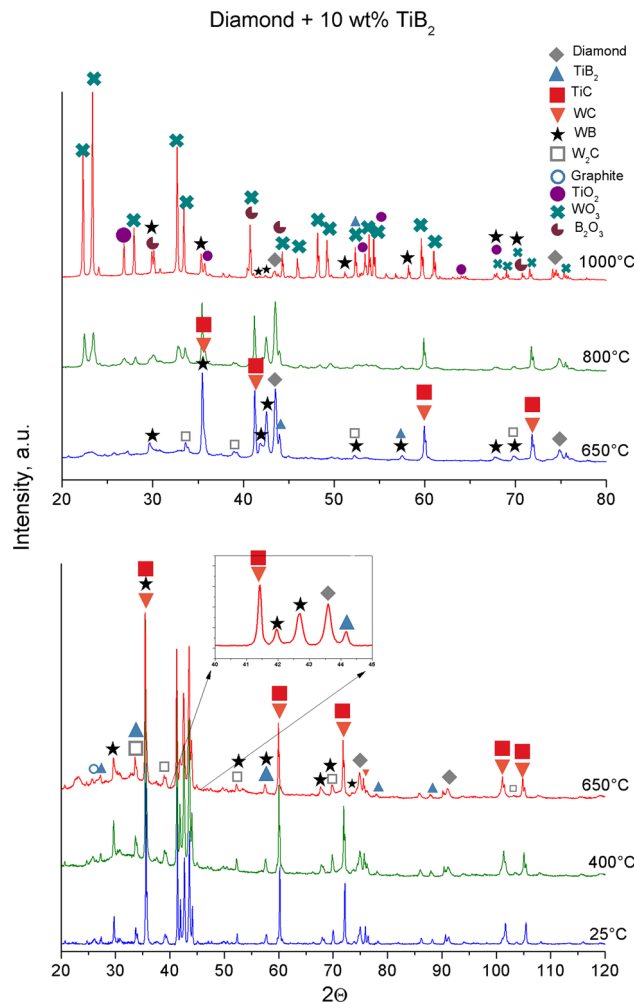 Diamond + 10 wt% TiB₂
Diamond
TiB₂
TiC
WC
WB
W₂C
Graphite
TiO₂
WO₃
B₂O₃
1000°C
800°C
650°C
20 30 40 50 60 70 80
Intensity, a.u.
40 41 42 43 44 45
650°C
400°C
25°C
20 30 40 50 60 70 80 90 100 110 120
2Θ